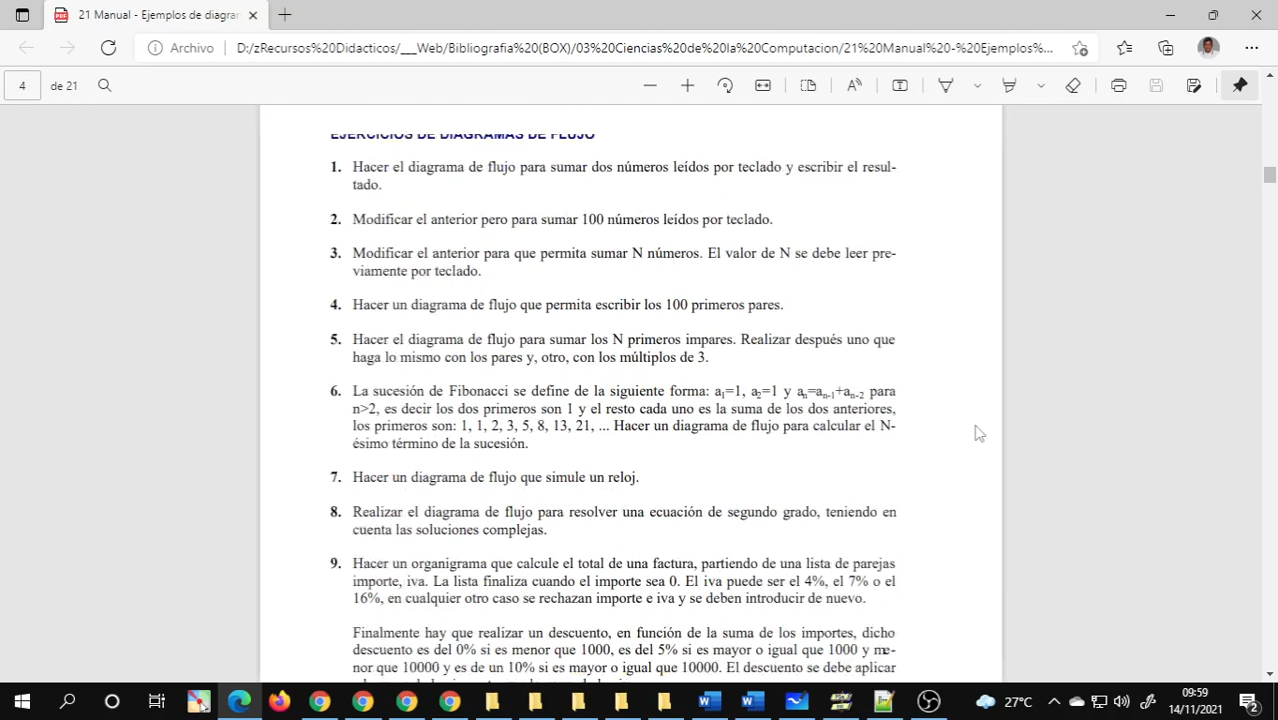 21 Manual - Ejemplos de diagra
Archivo
D:/zRecursos%20Didacticos/___Web/Bibliografia%20(BOX)/03%20Ciencias%20de%20la%20Computacion/21%20Manual%20-%20Ejemplos%...
4
de 21
EJERCICIOS DE DIAGRAMAS DE FLUJO
1. Hacer el diagrama de flujo para sumar dos números leídos por teclado y escribir el resul-
tado.
2. Modificar el anterior pero para sumar 100 números leídos por teclado.
3. Modificar el anterior para que permita sumar N números. El valor de N se debe leer pre-
viamente por teclado.
4. Hacer un diagrama de flujo que permita escribir los 100 primeros pares.
5. Hacer el diagrama de flujo para sumar los N primeros impares. Realizar después uno que
haga lo mismo con los pares y, otro, con los múltiplos de 3.
6. La sucesión de Fibonacci se define de la siguiente forma: a1=1, a2=1 y an=an-1+an-2 para
n>2, es decir los dos primeros son 1 y el resto cada uno es la suma de los dos anteriores,
los primeros son: 1, 1, 2, 3, 5, 8, 13, 21, ... Hacer un diagrama de flujo para calcular el N-
ésimo término de la sucesión.
7. Hacer un diagrama de flujo que simule un reloj.
8. Realizar el diagrama de flujo para resolver una ecuación de segundo grado, teniendo en
cuenta las soluciones complejas.
9. Hacer un organigrama que calcule el total de una factura, partiendo de una lista de parejas
importe, iva. La lista finaliza cuando el importe sea 0. El iva puede ser el 4%, el 7% o el
16%, en cualquier otro caso se rechazan importe e iva y se deben introducir de nuevo.
Finalmente hay que realizar un descuento, en función de la suma de los importes, dicho
descuento es del 0% si es menor que 1000, es del 5% si es mayor o igual que 1000 y me-
nor que 10000 y es de un 10% si es mayor o igual que 10000. El descuento se debe aplicar
27°C
09:59
14/11/2021
2